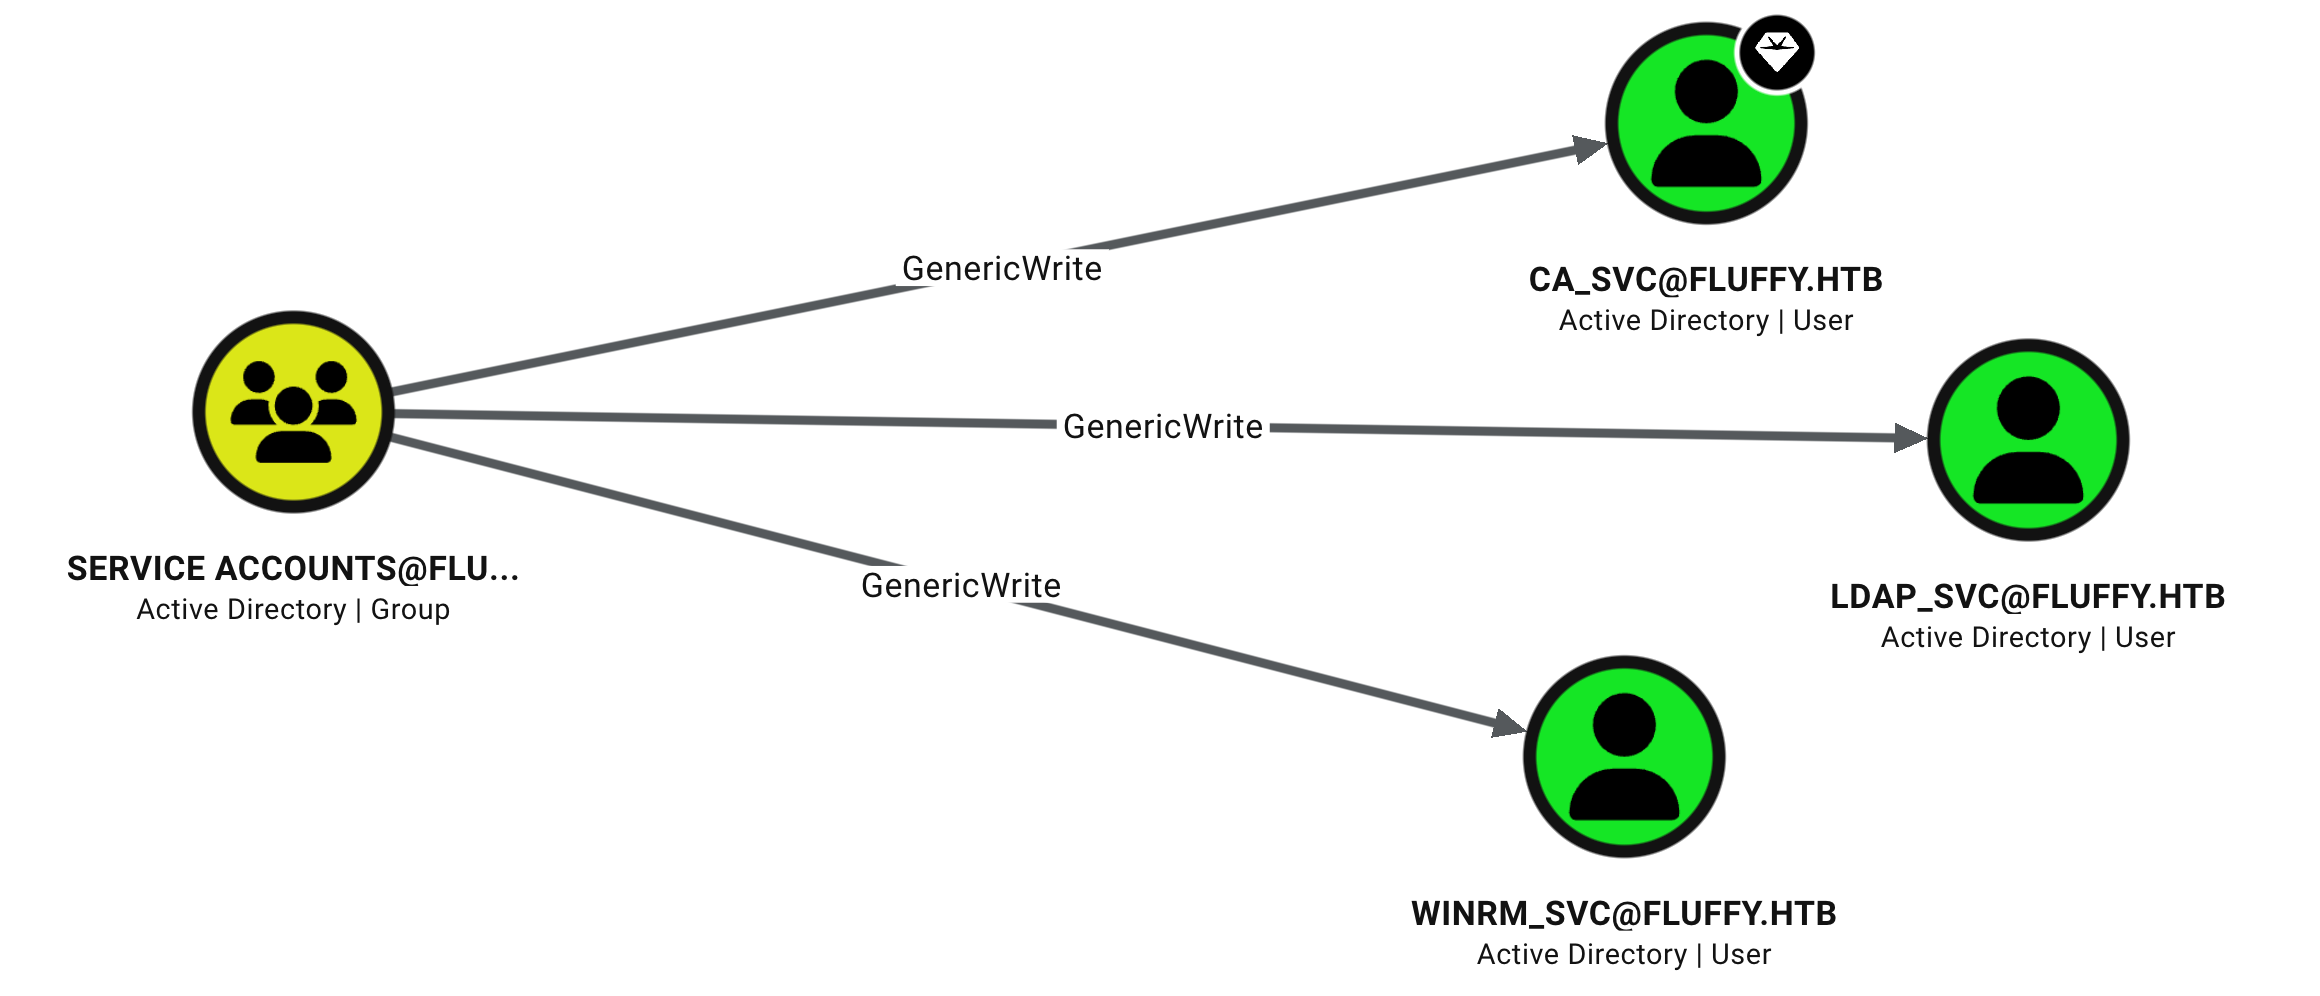 GenericWrite
CA_SVC@FLUFFY.HTB
Active Directory | User
GenericWrite
SERVICE ACCOUNTS@FLU...
Active Directory | Group
GenericWrite
LDAP_SVC@FLUFFY.HTB
Active Directory | User
WINRM_SVC@FLUFFY.HTB
Active Directory | User